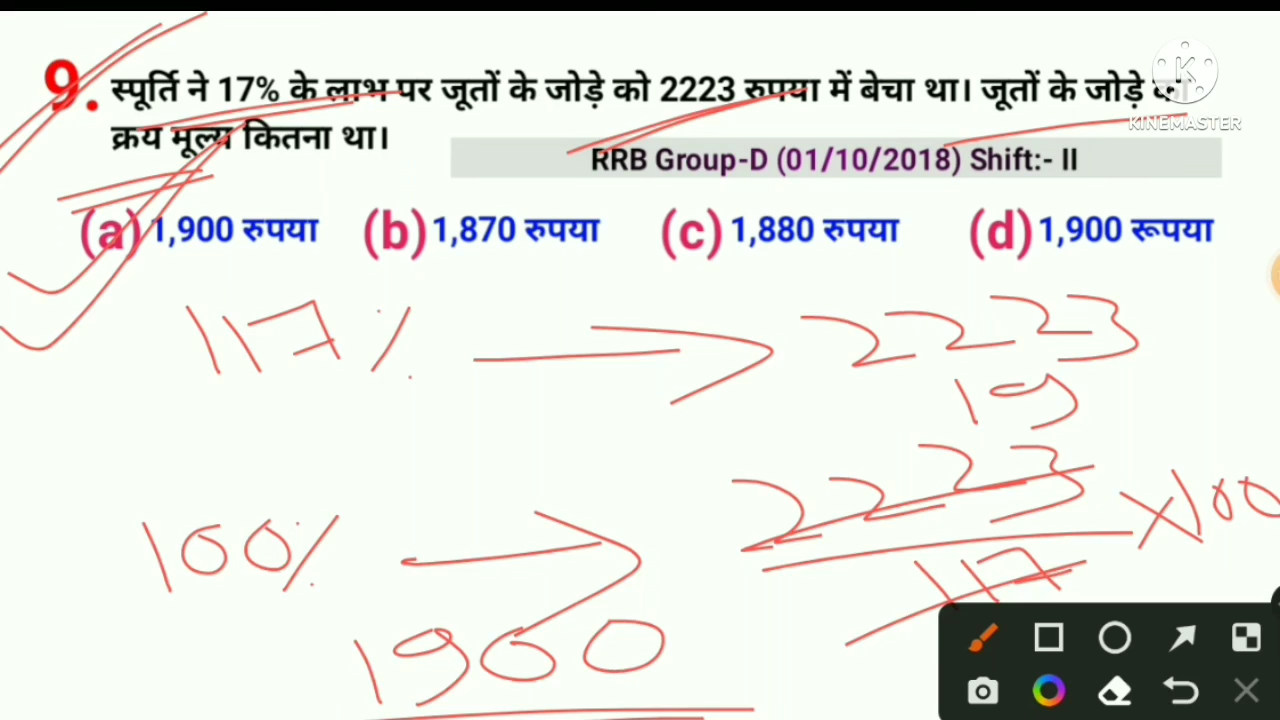 9. स्पूर्ति ने 17% के लाभ पर जूतों के जोड़े को 2223 रुपया में बेचा था। जूतों के जोड़े का
क्रय मूल्य कितना था।
KINEMASTER
RRB Group-D (01/10/2018) Shift:- II
(a) 1,900 रुपया (b) 1,870 रुपया (c) 1,880 रुपया (d) 1,900 रूपया
117% → 2223
19
100% → 2223 × 100
117
1900